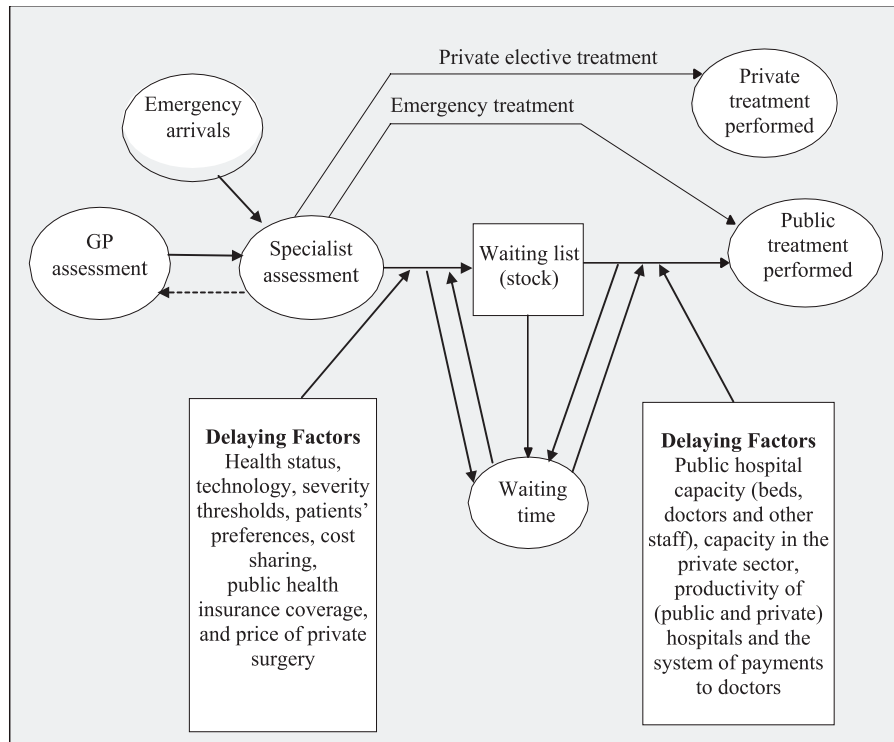 Private elective treatment
Private
treatment
performed
Emergency
arrivals
Emergency treatment
GP
assessment
Specialist
assessment
Waiting list
(stock)
Public
treatment
performed
Delaying Factors
Health status,
technology, severity
thresholds, patients’
preferences, cost
sharing,
public health
insurance coverage,
and price of private
surgery
Waiting
time
Delaying Factors
Public hospital
capacity (beds,
doctors and other
staff), capacity in the
private sector,
productivity of
(public and private)
hospitals and the
system of payments
to doctors